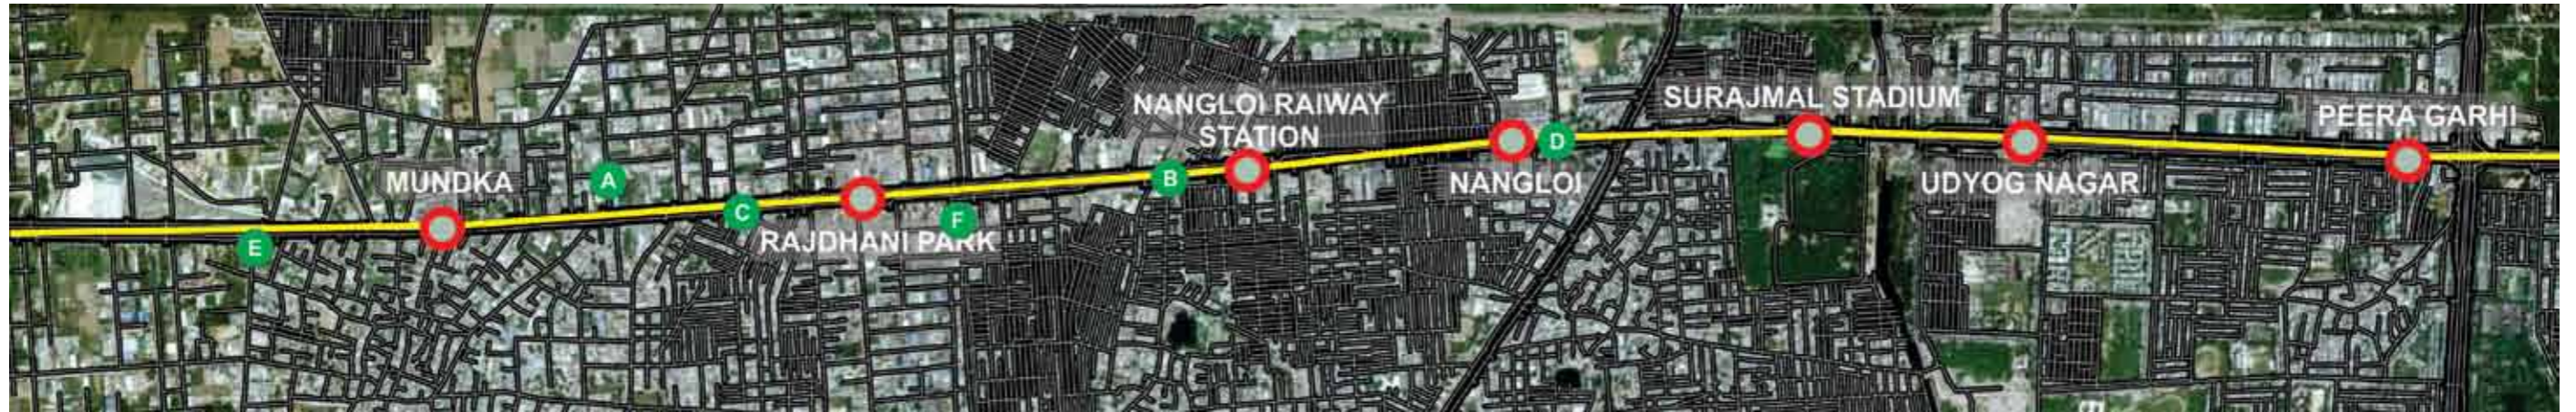 MUNDKA
RAJDHANI PARK
NANGLOI RAIWAY
STATION
NANGLOI
SURAJMAL STADIUM
UDYOG NAGAR
PEERA GARHI
E
A
C
F
B
D